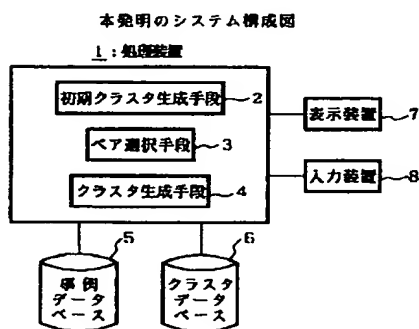 本発明のシステム構成図
1:処理装置
初期クラスタ生成手段 2
ペア選択手段 3
クラスタ生成手段 4
表示装置 7
入力装置 8
5
事例
データ
ベース
6
クラスタ
データ
ベース